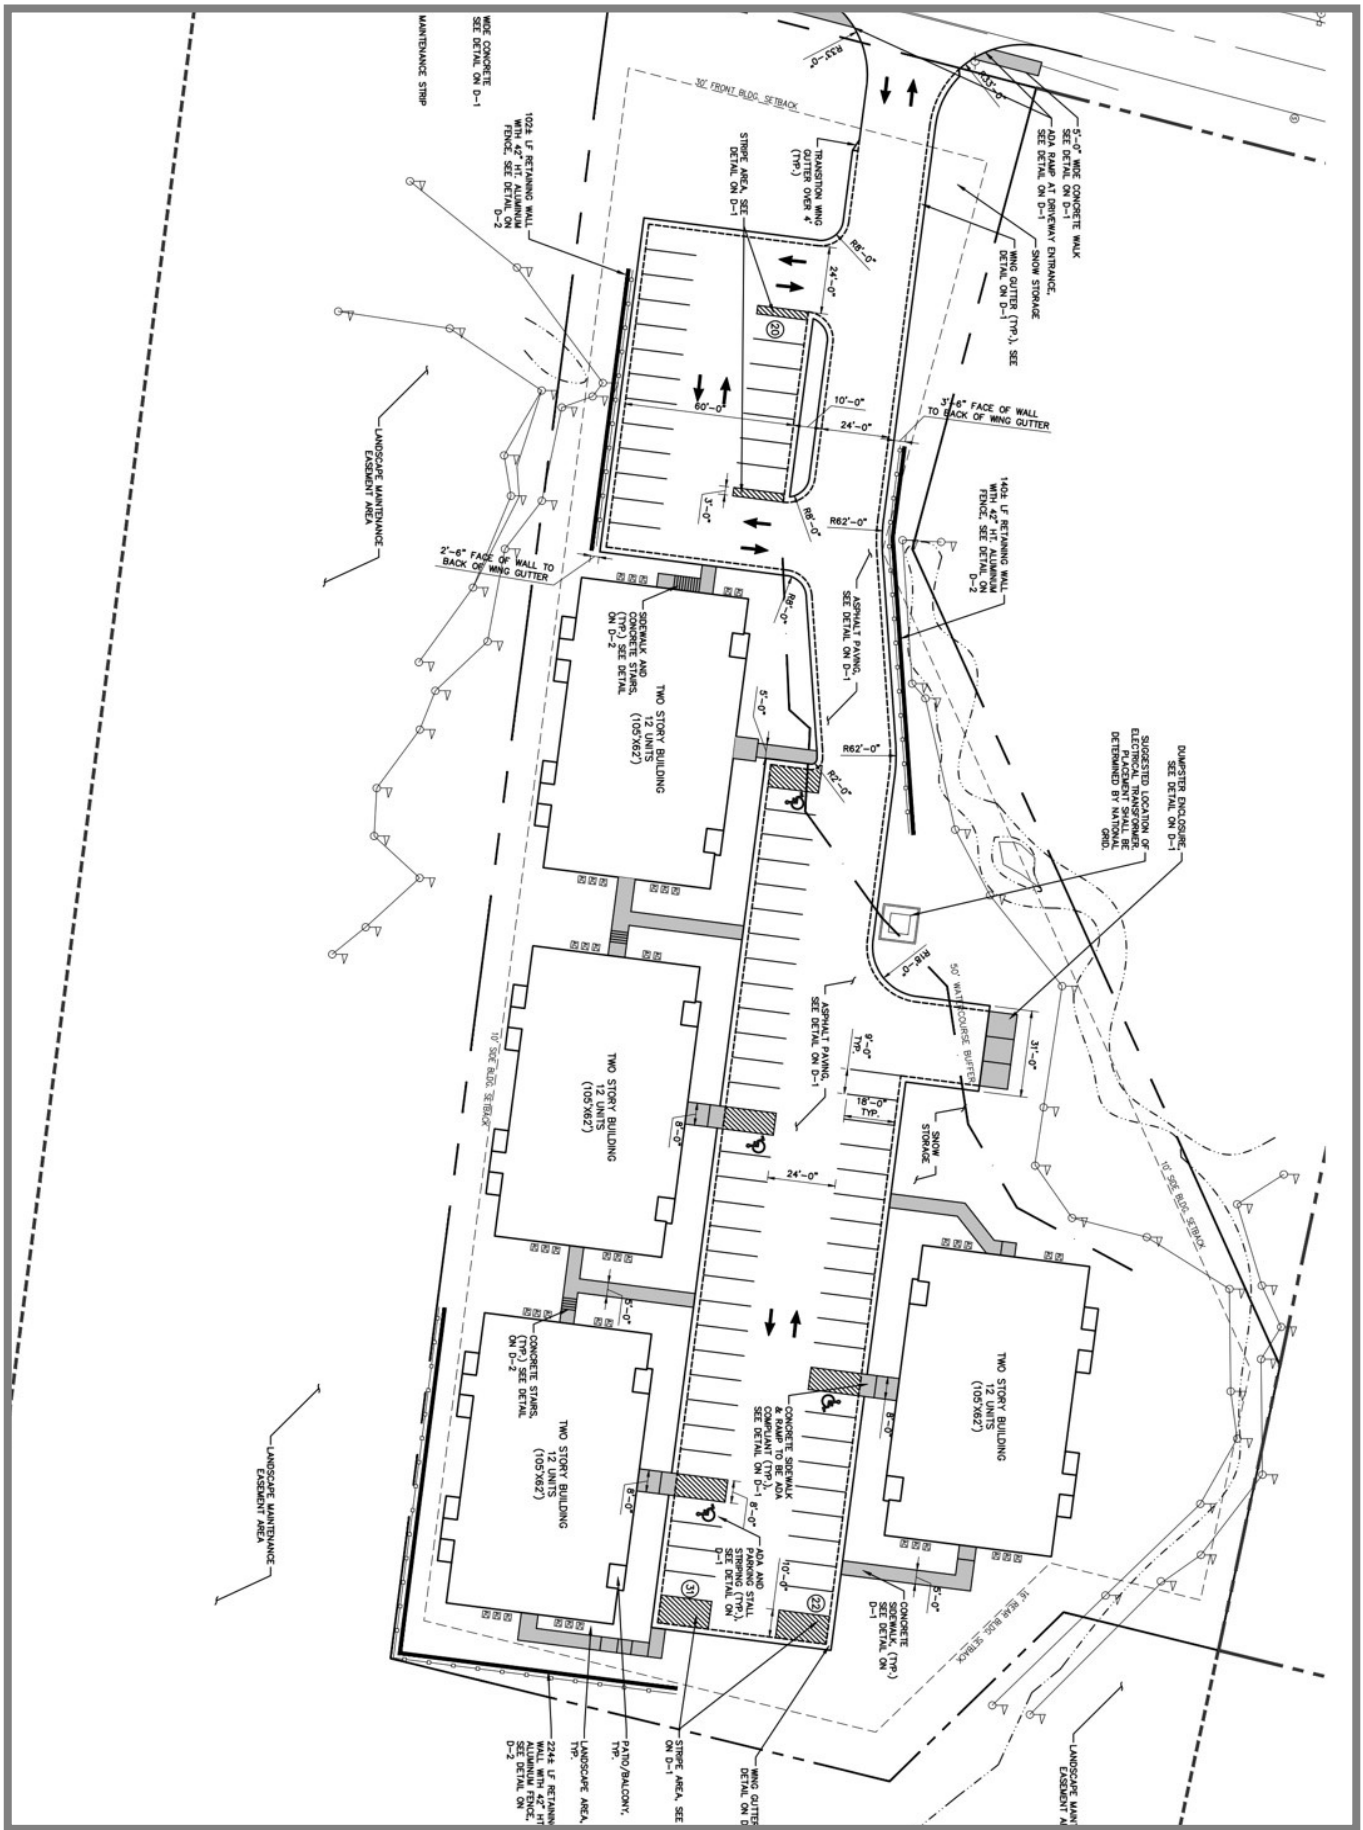 WIDE CONCRETE
SEE DETAIL ON D-1
MAINTENANCE STRIP
102± LF RETAINING WALL
WITH 42" HT. ALUMINUM
FENCE, SEE DETAIL ON
D-2
30' FRONT BLDG. SETBACK
R33'-0"
R33'-0"
5'-0" WIDE CONCRETE WALK
SEE DETAIL ON D-1
ADA RAMP AT DRIVEWAY ENTRANCE,
SEE DETAIL ON D-1
SNOW STORAGE
WING GUTTER (TYP.), SEE
DETAIL ON D-1
TRANSITION WING
GUTTER OVER 4'
(TYP.)
STRIPE AREA, SEE
DETAIL ON D-1
R8'-0"
24'-0"
20
60'-0"
10'-0"
24'-0"
3'-6" FACE OF WALL
TO BACK OF WING GUTTER
3'-0"
R8'-0"
R62'-0"
140± LF RETAINING WALL
WITH 42" HT. ALUMINUM
FENCE, SEE DETAIL ON
D-2
LANDSCAPE MAINTENANCE
EASEMENT AREA
2'-6" FACE OF WALL TO
BACK OF WING GUTTER
R8'-0"
ASPHALT PAVING,
SEE DETAIL ON D-1
SIDEWALK AND
CONCRETE STAIRS,
(TYP.) SEE DETAIL
ON D-2
TWO STORY BUILDING
12 UNITS
(105'X62')
5'-0"
R62'-0"
R2'-0"
DUMPSTER ENCLOSURE,
SEE DETAIL ON D-1
SUGGESTED LOCATION OF
ELECTRICAL TRANSFORMER.
PLACEMENT SHALL BE
DETERMINED BY NATIONAL
GRID.
R18'-0"
50' WATERCOURSE BUFFER
31'-0"
ASPHALT PAVING,
SEE DETAIL ON D-1
9'-0"
TYP.
18'-0"
TYP.
SNOW
STORAGE
10' SIDE BLDG. SETBACK
10' SIDE BLDG. SETBACK
TWO STORY BUILDING
12 UNITS
(105'X62')
8'-0"
24'-0"
5'-0"
CONCRETE STAIRS,
(TYP.) SEE DETAIL
ON D-2
TWO STORY BUILDING
12 UNITS
(105'X62')
TWO STORY BUILDING
12 UNITS
(105'X62')
8'-0"
CONCRETE SIDEWALK
& RAMP TO BE ADA
COMPLIANT (TYP.),
SEE DETAIL ON D-1
8'-0"
8'-0"
ADA AND
PARKING STALL
STRIPING (TYP.),
SEE DETAIL ON
D-1
10'-0"
31
22
5'-0"
CONCRETE
SIDEWALK, (TYP.)
SEE DETAIL ON
D-1
REAR BLDG. SETBACK
LANDSCAPE MAINTENANCE
EASEMENT AREA
LANDSCAPE MAINT
EASEMENT A
WING GUTTER
DETAIL ON D
STRIPE AREA, SEE
ON D-1
PATIO/BALCONY,
TYP.
LANDSCAPE AREA,
TYP.
224± LF RETAININ
WALL WITH 42" HT
ALUMINUM FENCE,
SEE DETAIL ON
D-2